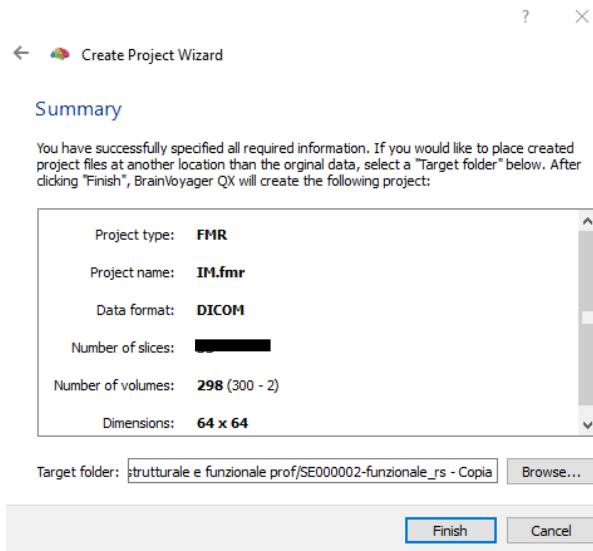 ?
Create Project Wizard
Summary
You have successfully specified all required information. If you would like to place created
project files at another location than the orginal data, select a "Target folder" below. After
clicking "Finish", BrainVoyager QX will create the following project:
Project type: FMR
Project name: IM.fmr
Data format: DICOM
Number of slices:
Number of volumes: 298 (300 - 2)
Dimensions: 64 x 64
Target folder: strutturale e funzionale prof/SE000002-funzionale_rs - Copia Browse...
Finish Cancel